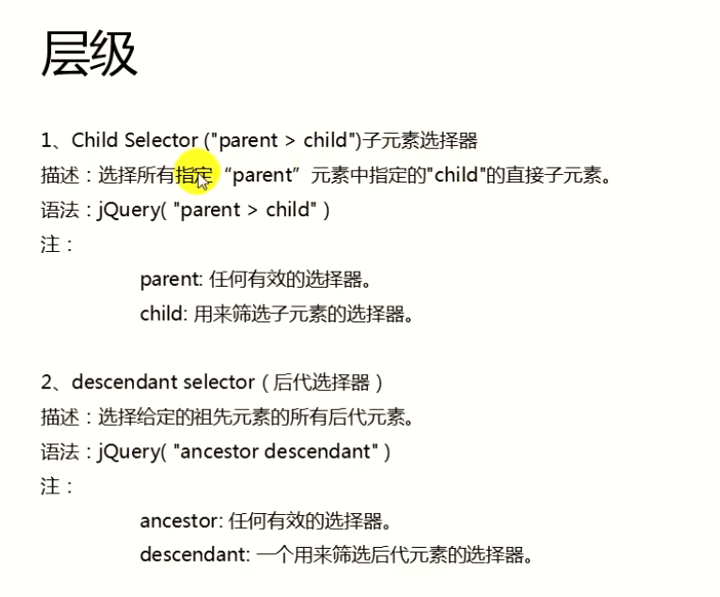 层级
1、Child Selector ("parent > child")子元素选择器
描述：选择所有指定“parent”元素中指定的"child"的直接子元素。
语法：jQuery( "parent > child" )
注：
parent: 任何有效的选择器。
child: 用来筛选子元素的选择器。
2、descendant selector（后代选择器）
描述：选择给定的祖先元素的所有后代元素。
语法：jQuery( "ancestor descendant" )
注：
ancestor: 任何有效的选择器。
descendant: 一个用来筛选后代元素的选择器。